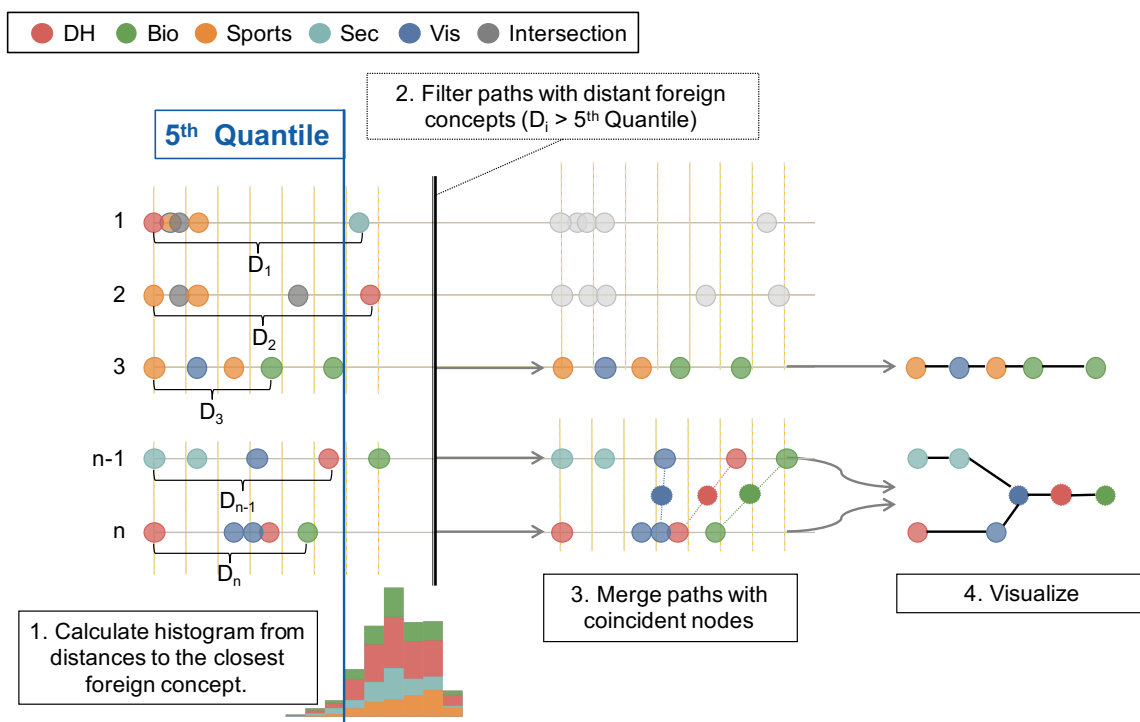 DH Bio Sports Sec Vis Intersection
2. Filter paths with distant foreign
concepts (Di > 5th Quantile)
5th Quantile
1
D1
2
D2
3
D3
n-1
Dn-1
n
Dn
1. Calculate histogram from
distances to the closest
foreign concept.
3. Merge paths with
coincident nodes
4. Visualize